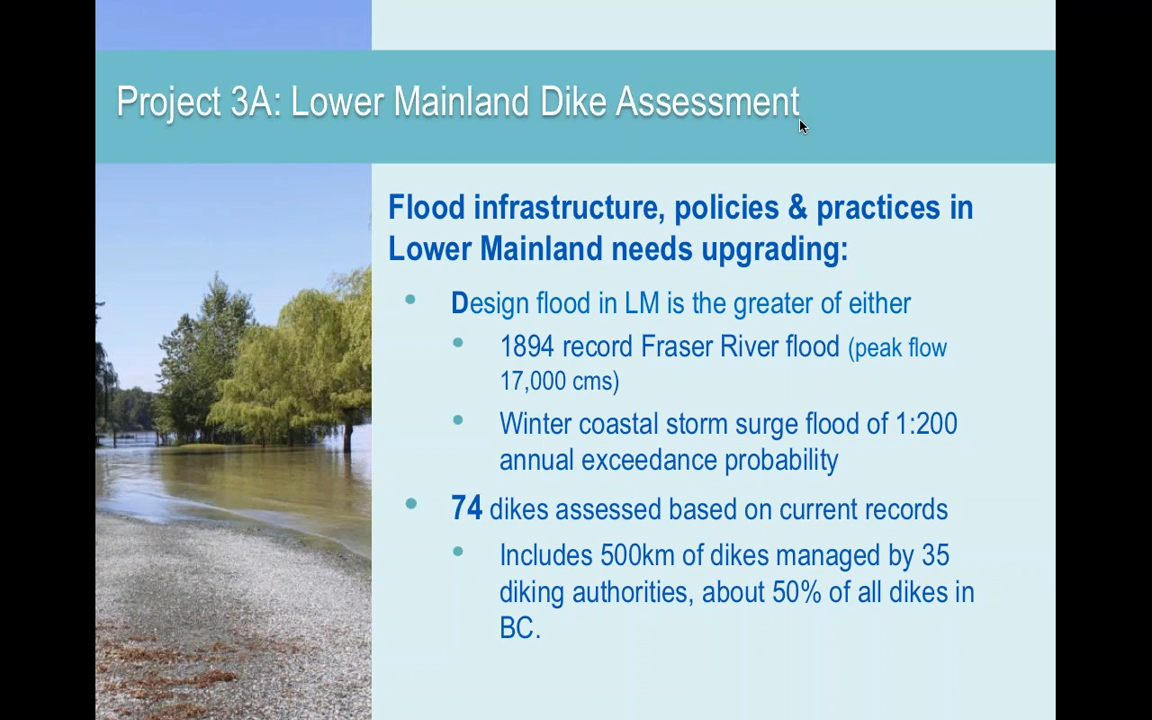 Project 3A: Lower Mainland Dike Assessment
Flood infrastructure, policies & practices in
Lower Mainland needs upgrading:
Design flood in LM is the greater of either
1894 record Fraser River flood (peak flow
17,000 cms)
Winter coastal storm surge flood of 1:200
annual exceedance probability
74 dikes assessed based on current records
Includes 500km of dikes managed by 35
diking authorities, about 50% of all dikes in
BC.